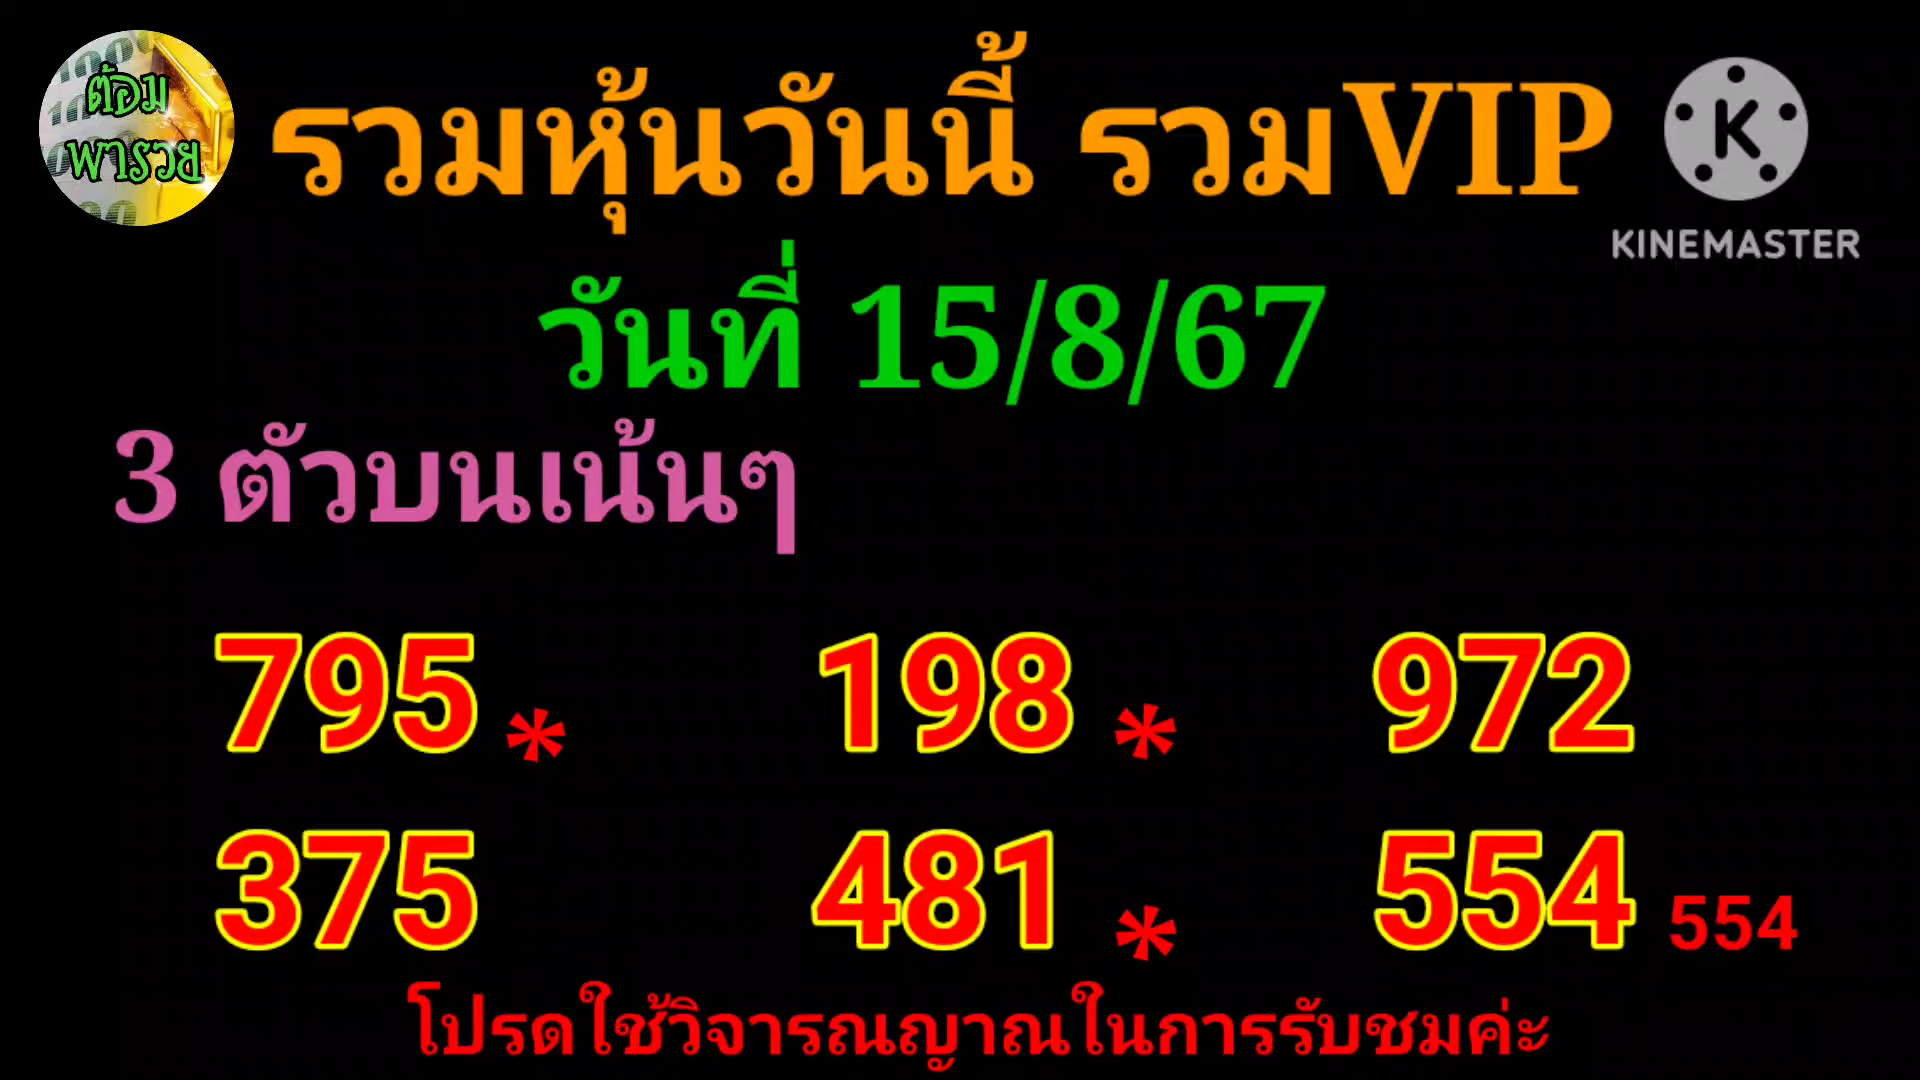 ต้อม
พารวย
รวมหุ้นวันนี้ รวมVIP
KINEMASTER
วันที่ 15/8/67
3 ตัวบนเน้นๆ
795 * 198 * 972
375 481 * 554 554
โปรดใช้วิจารณญาณในการรับชมค่ะ